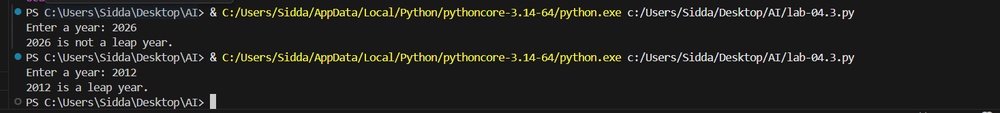 PS C:\Users\Sidda\Desktop\AI> & C:/Users/Sidda/AppData/Local/Python/pythoncore-3.14-64/python.exe c:/Users/Sidda/Desktop/AI/lab-04.3.py
Enter a year: 2026
2026 is not a leap year.
PS C:\Users\Sidda\Desktop\AI> & C:/Users/Sidda/AppData/Local/Python/pythoncore-3.14-64/python.exe c:/Users/Sidda/Desktop/AI/lab-04.3.py
Enter a year: 2012
2012 is a leap year.
PS C:\Users\Sidda\Desktop\AI>